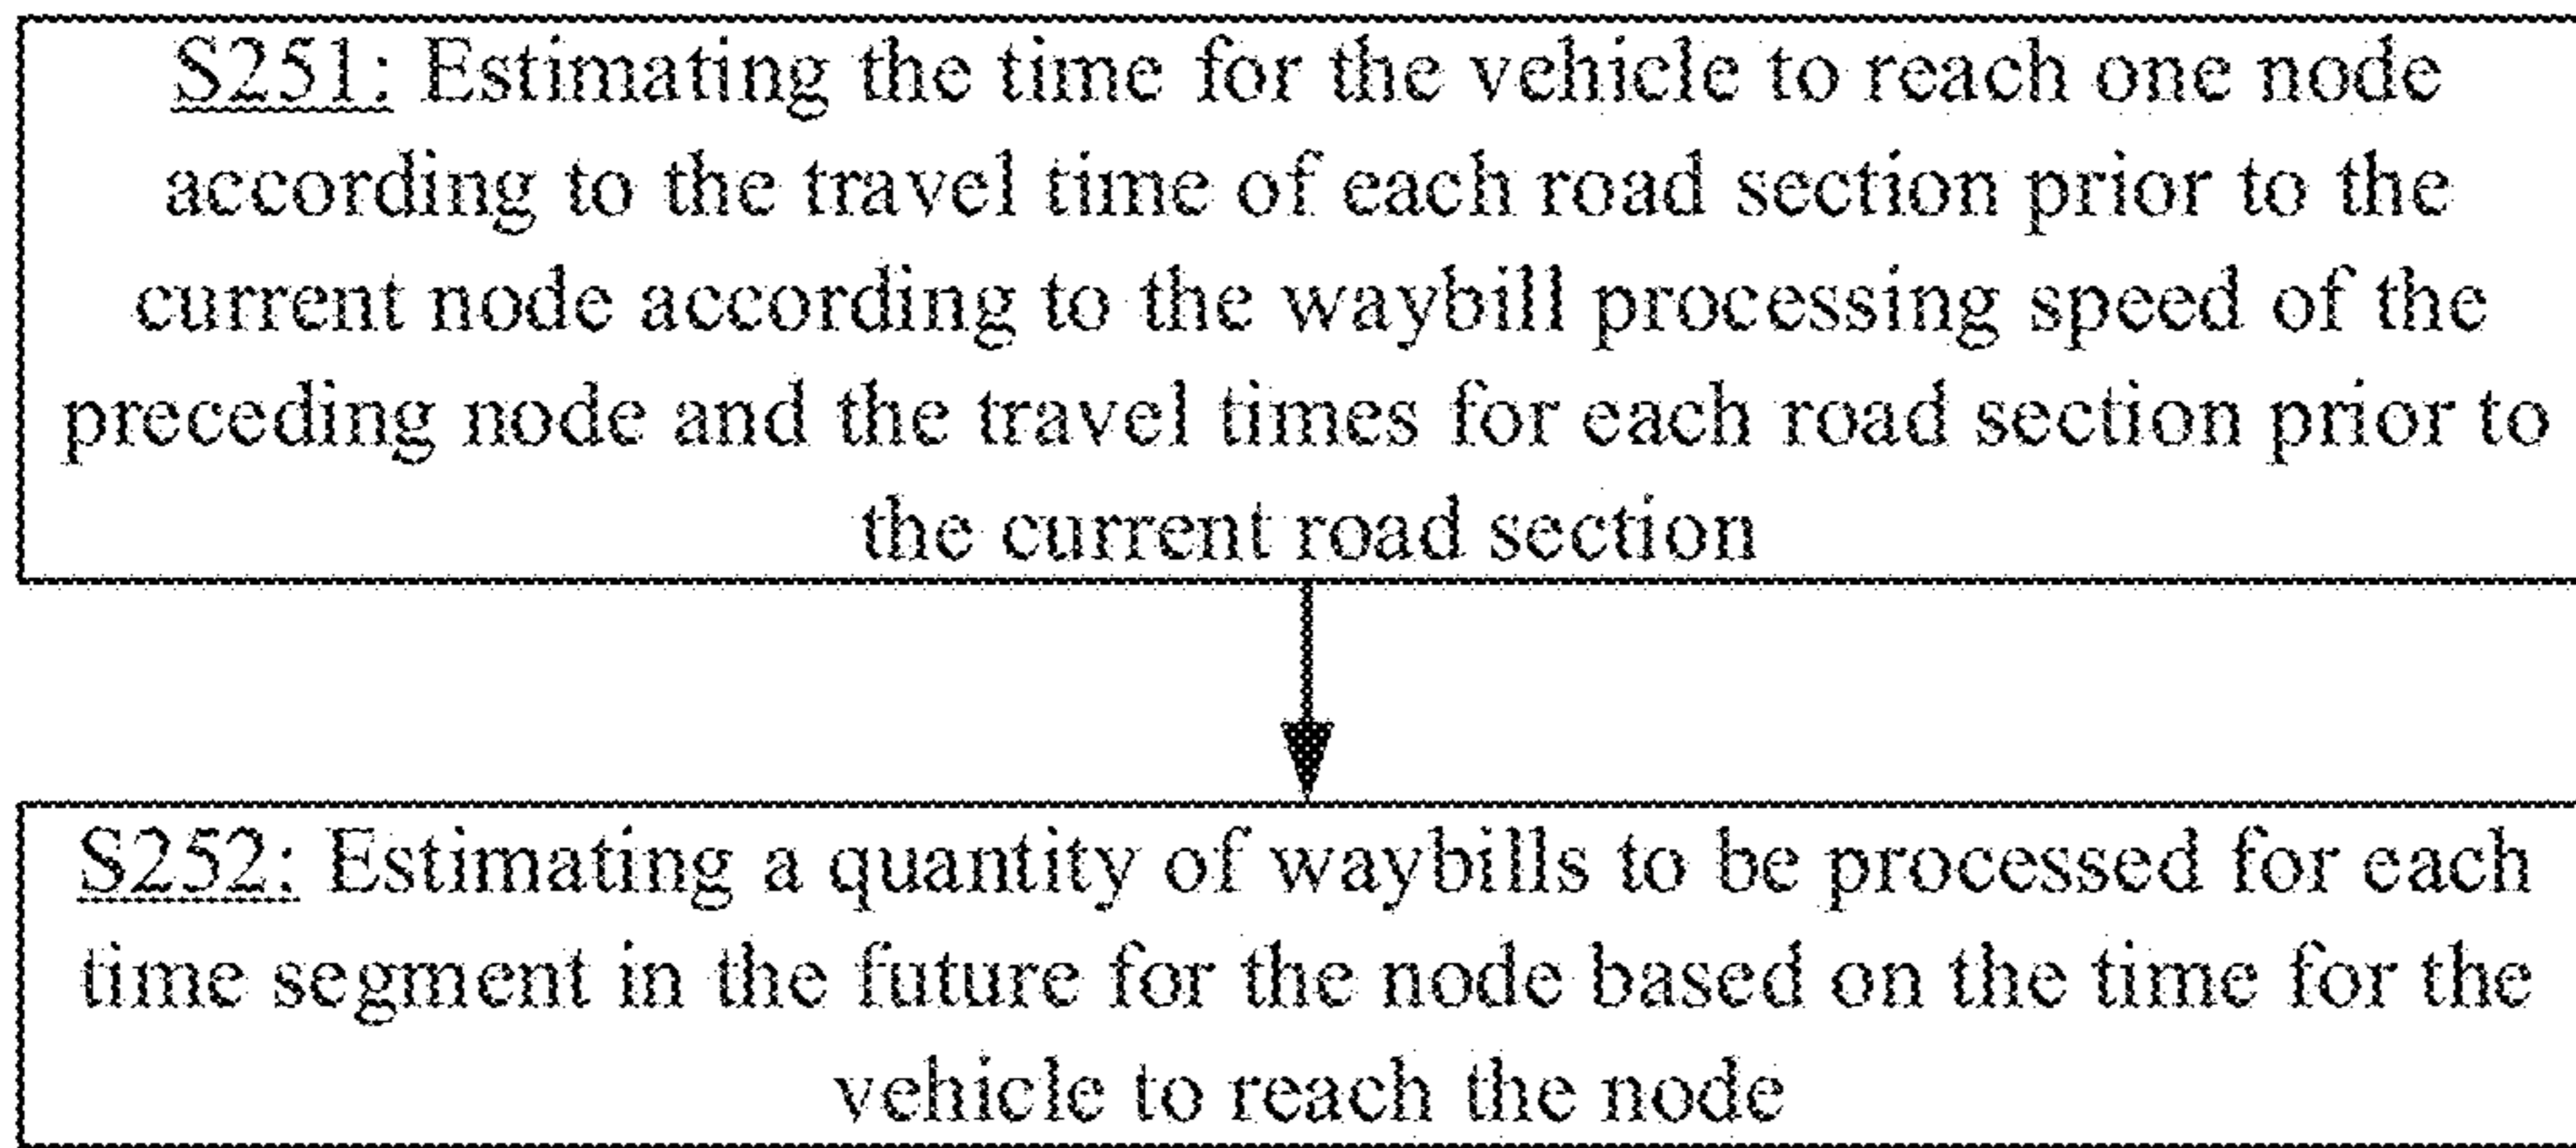 S251: Estimating the time for the vehicle to reach one node
according to the travel time of each road section prior to the
current node according to the waybill processing speed of the
preceding node and the travel times for each road section prior to
the current road section
S252: Estimating a quantity of waybills to be processed for each
time segment in the future for the node based on the time for the
vehicle to reach the node